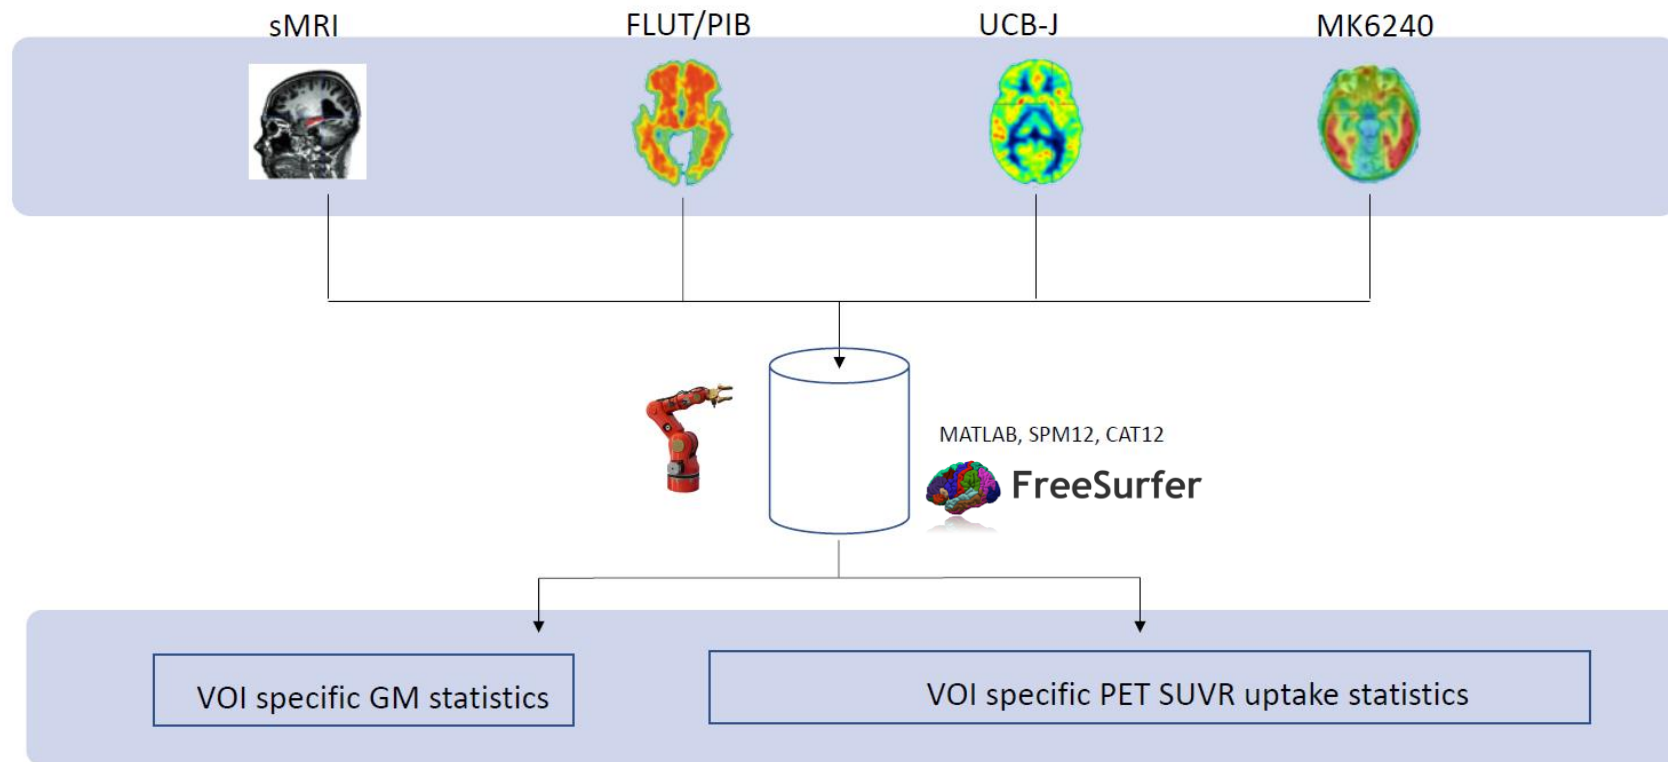 sMRI
FLUT/PIB
UCB-J
MK6240
MATLAB, SPM12, CAT12
FreeSurfer
VOI specific GM statistics
VOI specific PET SUVR uptake statistics